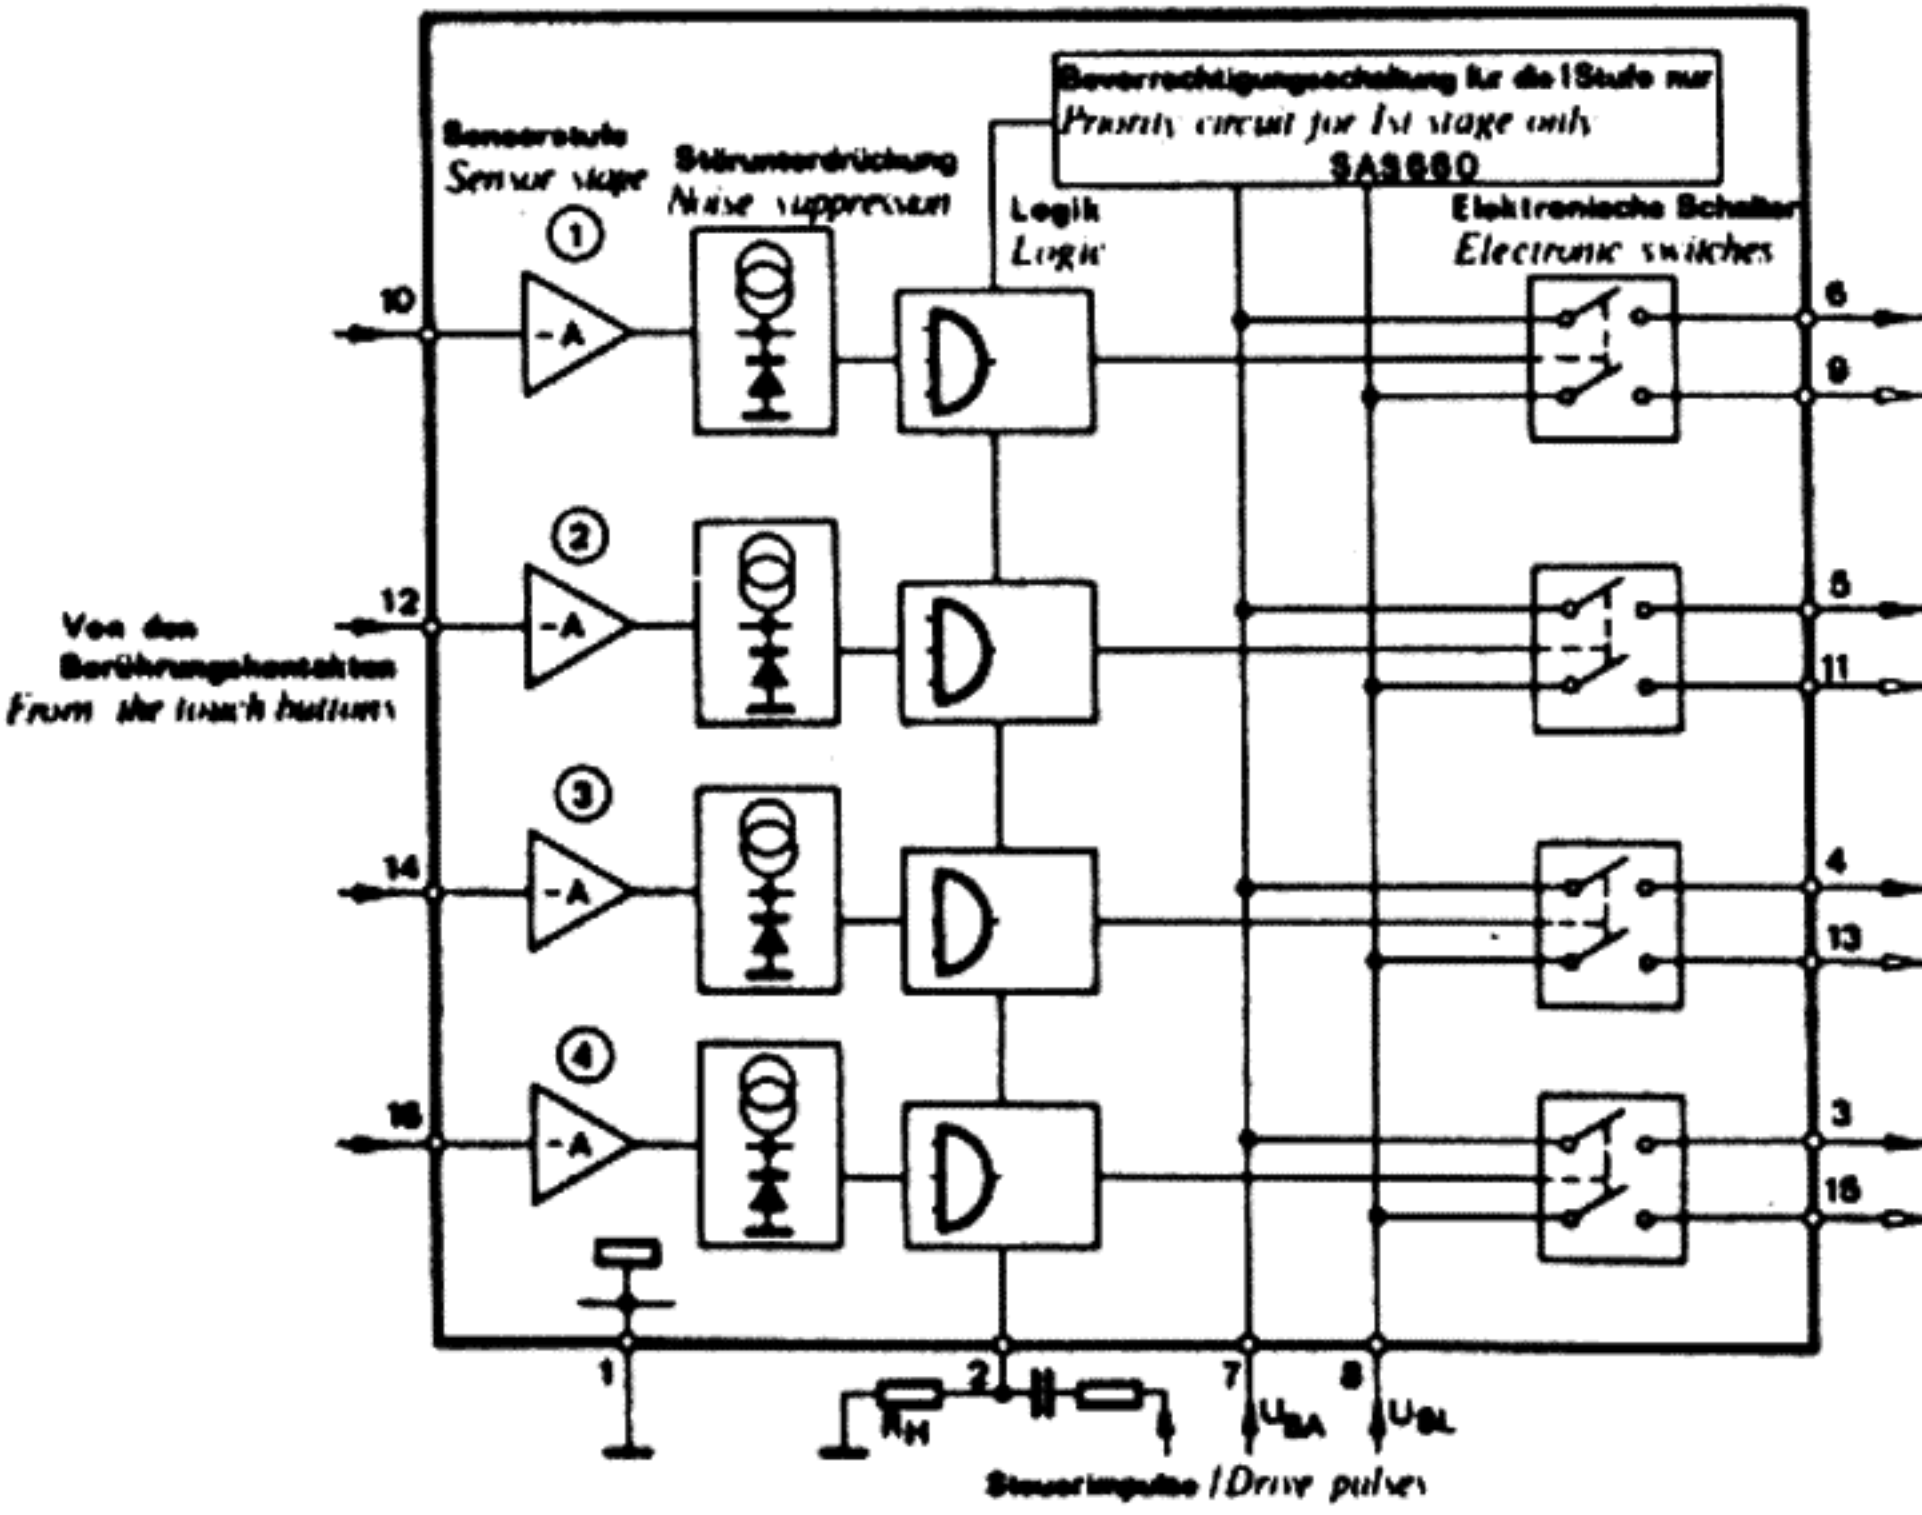 Bevorrechtigungsschaltung für die 1 Stufe nur
Priority circuit for 1st stage only
SAS660
Sensorstufe
Sensor stage
Störunterdrückung
Noise suppression
Logik
Logic
Elektronische Schalter
Electronic switches
1
10
-A
6
9
2
12
-A
5
11
Von den
Berührungskontakten
From the touch buttons
3
14
-A
4
13
4
16
-A
3
15
1
2
7
8
RH
UBA
USL
Steuerimpulse / Drive pulses